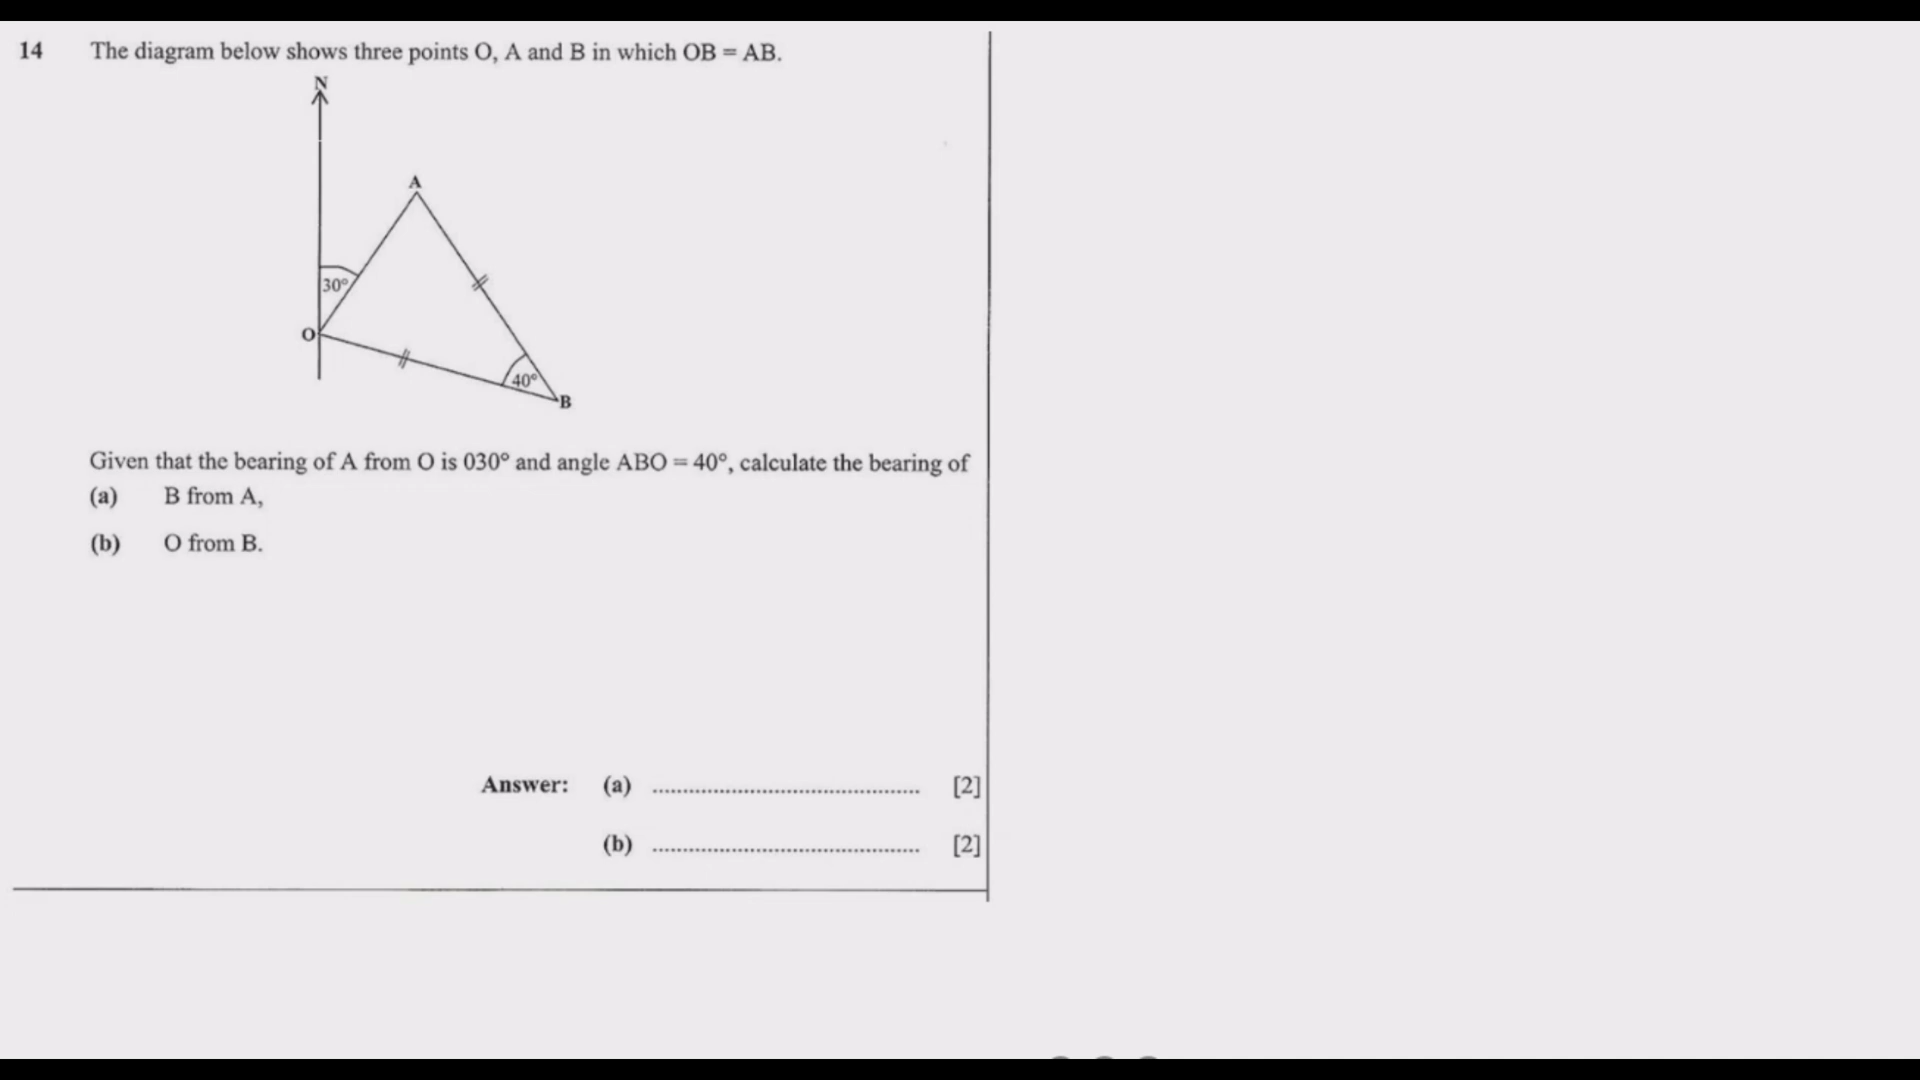 14 The diagram below shows three points O, A and B in which OB = AB.
N
A
30°
O
40°
B
Given that the bearing of A from O is 030° and angle ABO = 40°, calculate the bearing of
(a) B from A,
(b) O from B.
Answer: (a) ........................................ [2]
(b) ........................................ [2]